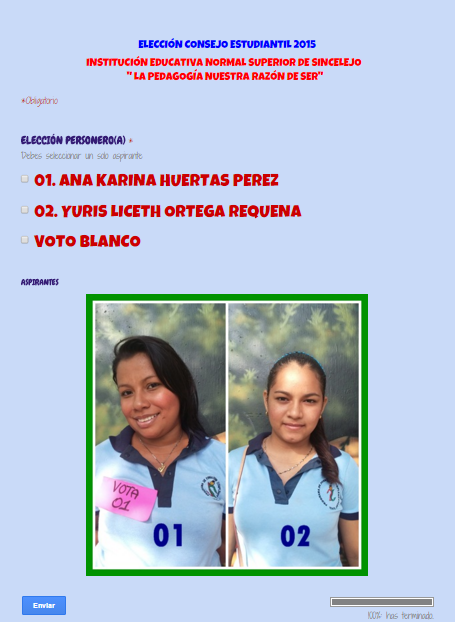 ELECCIÓN CONSEJO ESTUDIANTIL 2015
INSTITUCIÓN EDUCATIVA NORMAL SUPERIOR DE SINCELEJO
" LA PEDAGOGÍA NUESTRA RAZÓN DE SER"
*Obligatorio
ELECCIÓN PERSONERO(A) *
Debes seleccionar un solo aspirante
01. ANA KARINA HUERTAS PEREZ
02. YURIS LICETH ORTEGA REQUENA
VOTO BLANCO
ASPIRANTES
VOTA
01
01
02
Enviar
100%: has terminado.